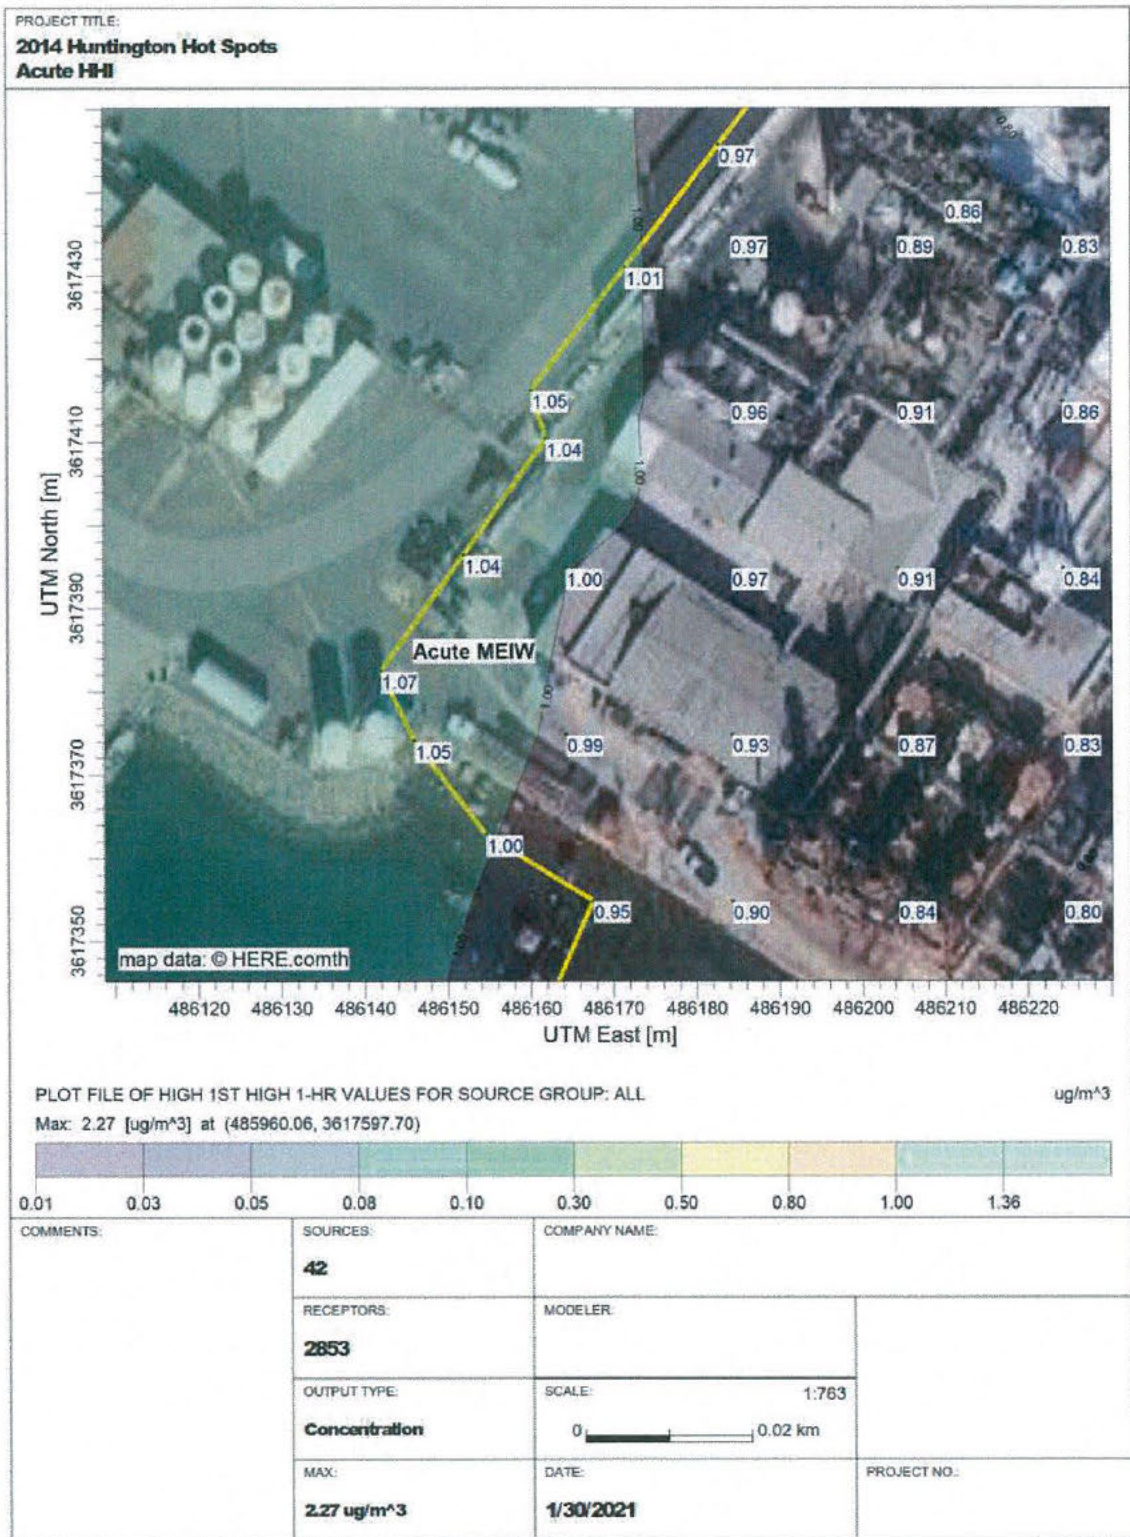 PROJECT TITLE:
2014 Huntington Hot Spots
Acute HHI
0.80
0.97
0.86
1.00
0.97
0.89
0.83
3617430
1.01
1.05
0.96
0.91
0.86
3617410
1.04
1.00
UTM North [m]
1.04
1.00
0.97
0.91
0.84
3617390
Acute MEIW
1.07
1.00
1.05
0.99
0.93
0.87
0.83
3617370
1.00
0.95
0.90
0.84
0.80
3617350
map data: © HERE.comth
486120 486130 486140 486150 486160 486170 486180 486190 486200 486210 486220
UTM East [m]
PLOT FILE OF HIGH 1ST HIGH 1-HR VALUES FOR SOURCE GROUP: ALL ug/m^3
Max: 2.27 [ug/m^3] at (485960.06, 3617597.70)
0.01 0.03 0.05 0.08 0.10 0.30 0.50 0.80 1.00 1.36
COMMENTS:
SOURCES:
42
COMPANY NAME:
RECEPTORS:
2853
MODELER:
OUTPUT TYPE:
Concentration
SCALE: 1:763
0 0.02 km
MAX:
2.27 ug/m^3
DATE:
1/30/2021
PROJECT NO.: